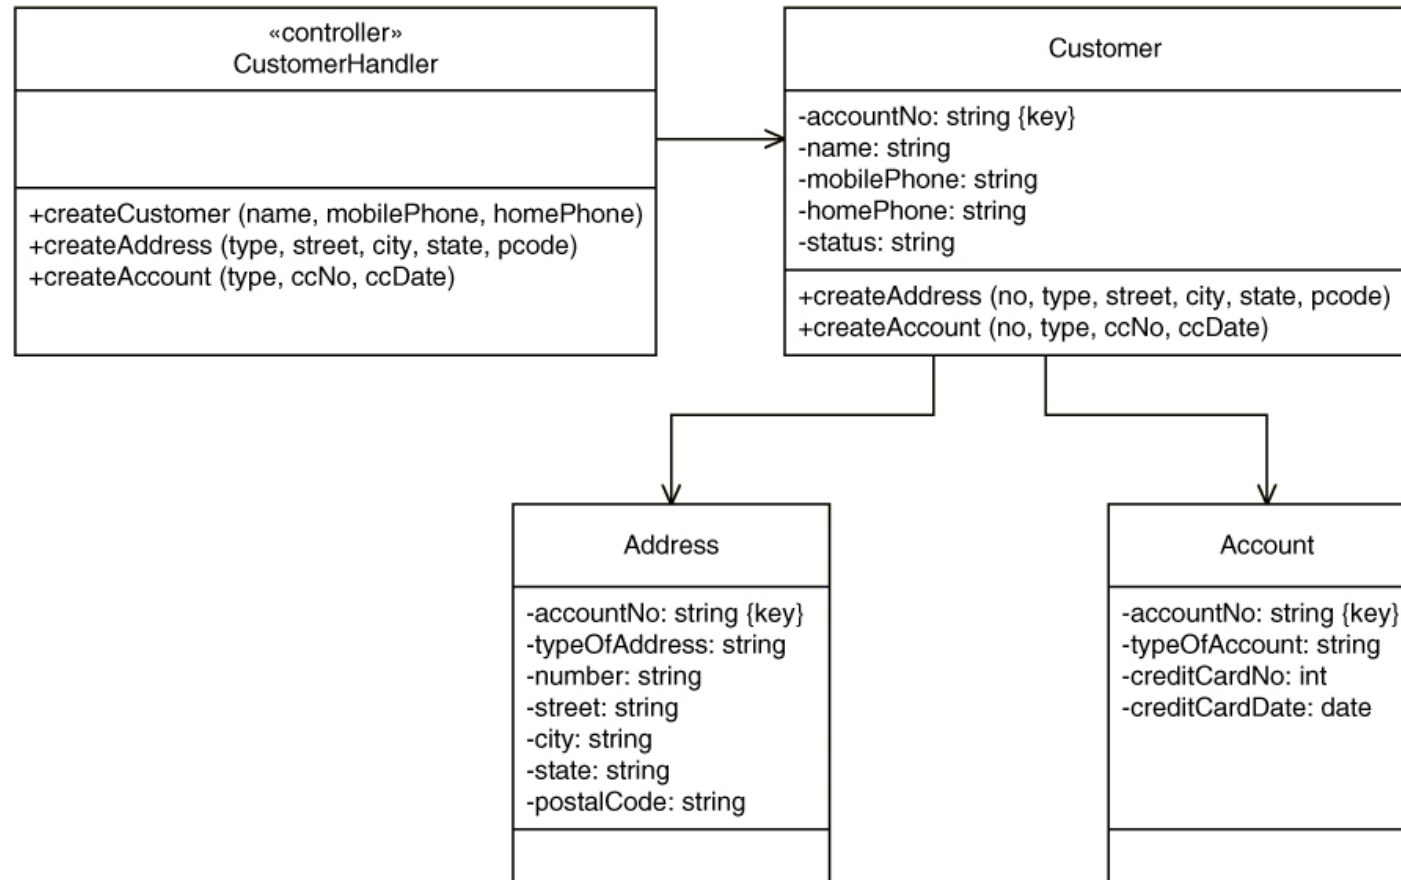 «controller»
CustomerHandler
+createCustomer (name, mobilePhone, homePhone)
+createAddress (type, street, city, state, pcode)
+createAccount (type, ccNo, ccDate)
Customer
-accountNo: string {key}
-name: string
-mobilePhone: string
-homePhone: string
-status: string
+createAddress (no, type, street, city, state, pcode)
+createAccount (no, type, ccNo, ccDate)
Address
-accountNo: string {key}
-typeOfAddress: string
-number: string
-street: string
-city: string
-state: string
-postalCode: string
Account
-accountNo: string {key}
-typeOfAccount: string
-creditCardNo: int
-creditCardDate: date